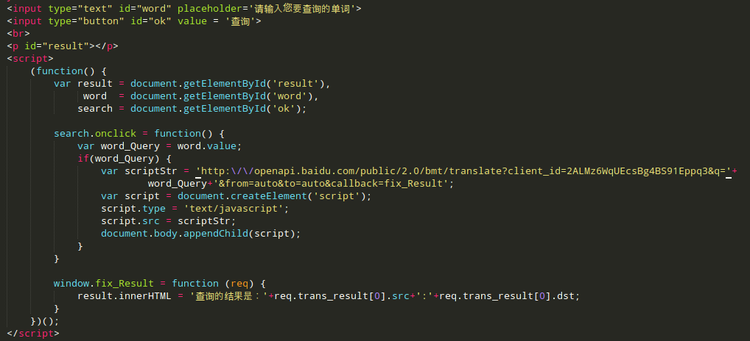 <input type="text" id="word" placeholder='请输入您要查询的单词'>
<input type="button" id="ok" value = '查询'>
<br>
<p id="result"></p>
<script>
(function() {
var result = document.getElementById('result'),
word = document.getElementById('word'),
search = document.getElementById('ok');
search.onclick = function() {
var word_Query = word.value;
if(word_Query) {
var scriptStr = 'http:\/\/openapi.baidu.com/public/2.0/bmt/translate?client_id=2ALMz6WqUEcsBg4BS91Eppq3&q='+
word_Query+'&from=auto&to=auto&callback=fix_Result';
var script = document.createElement('script');
script.type = 'text/javascript';
script.src = scriptStr;
document.body.appendChild(script);
}
}
window.fix_Result = function (req) {
result.innerHTML = '查询的结果是：'+req.trans_result[0].src+':'+req.trans_result[0].dst;
}
})();
</script>